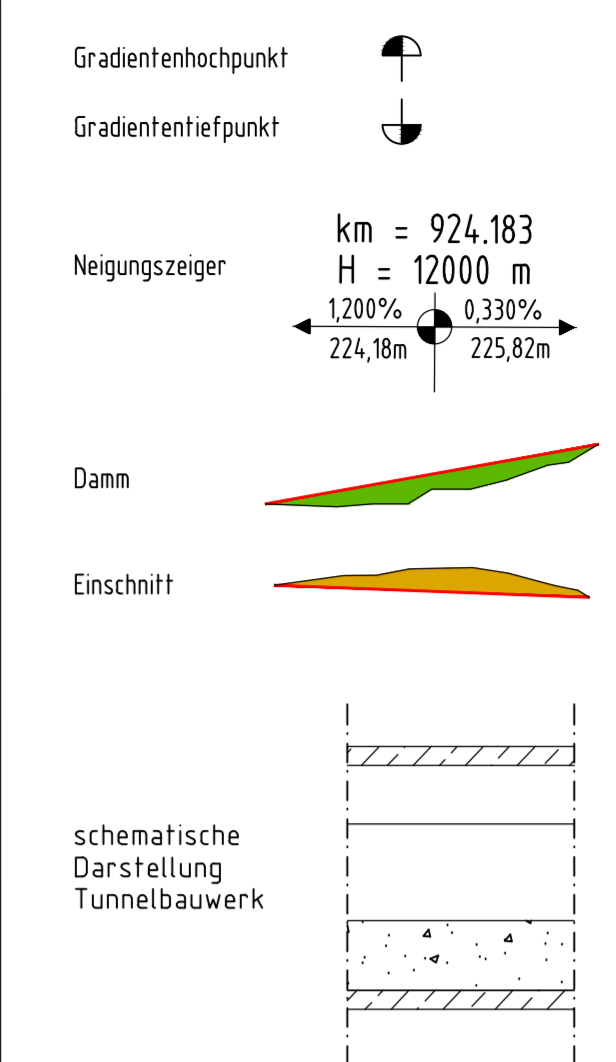 Gradientenhochpunkt
Gradiententiefpunkt
Neigungszeiger
km = 924.183
H = 12000 m
1,200% 0,330%
224,18m 225,82m
Damm
Einschnitt
schematische
Darstellung
Tunnelbauwerk